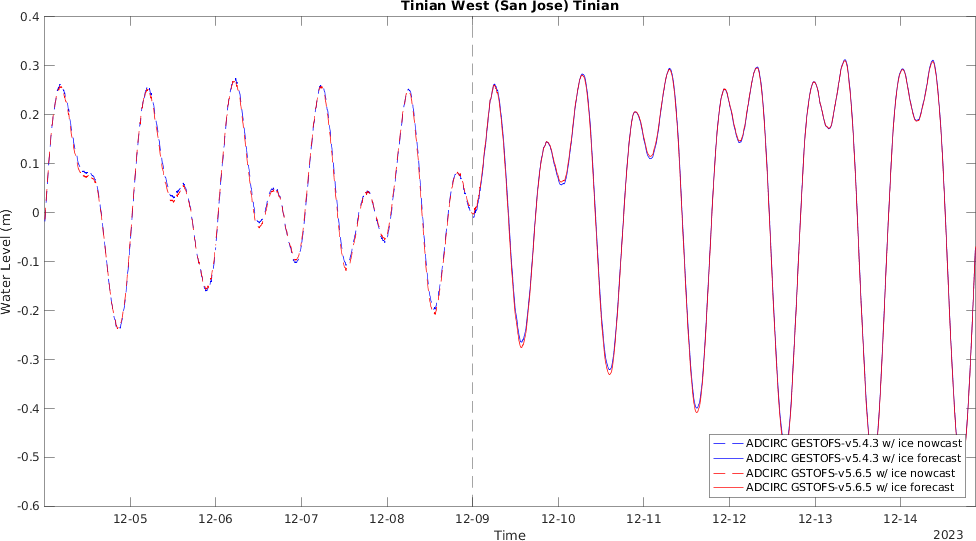 Tinian West (San Jose) Tinian
0.4
0.3
0.2
0.1
0
-0.1
-0.2
-0.3
-0.4
-0.5
-0.6
Water Level (m)
ADCIRC GESTOFS-v5.4.3 w/ ice nowcast
ADCIRC GESTOFS-v5.4.3 w/ ice forecast
ADCIRC GSTOFS-v5.6.5 w/ ice nowcast
ADCIRC GSTOFS-v5.6.5 w/ ice forecast
12-05 12-06 12-07 12-08 12-09 12-10 12-11 12-12 12-13 12-14
Time
2023